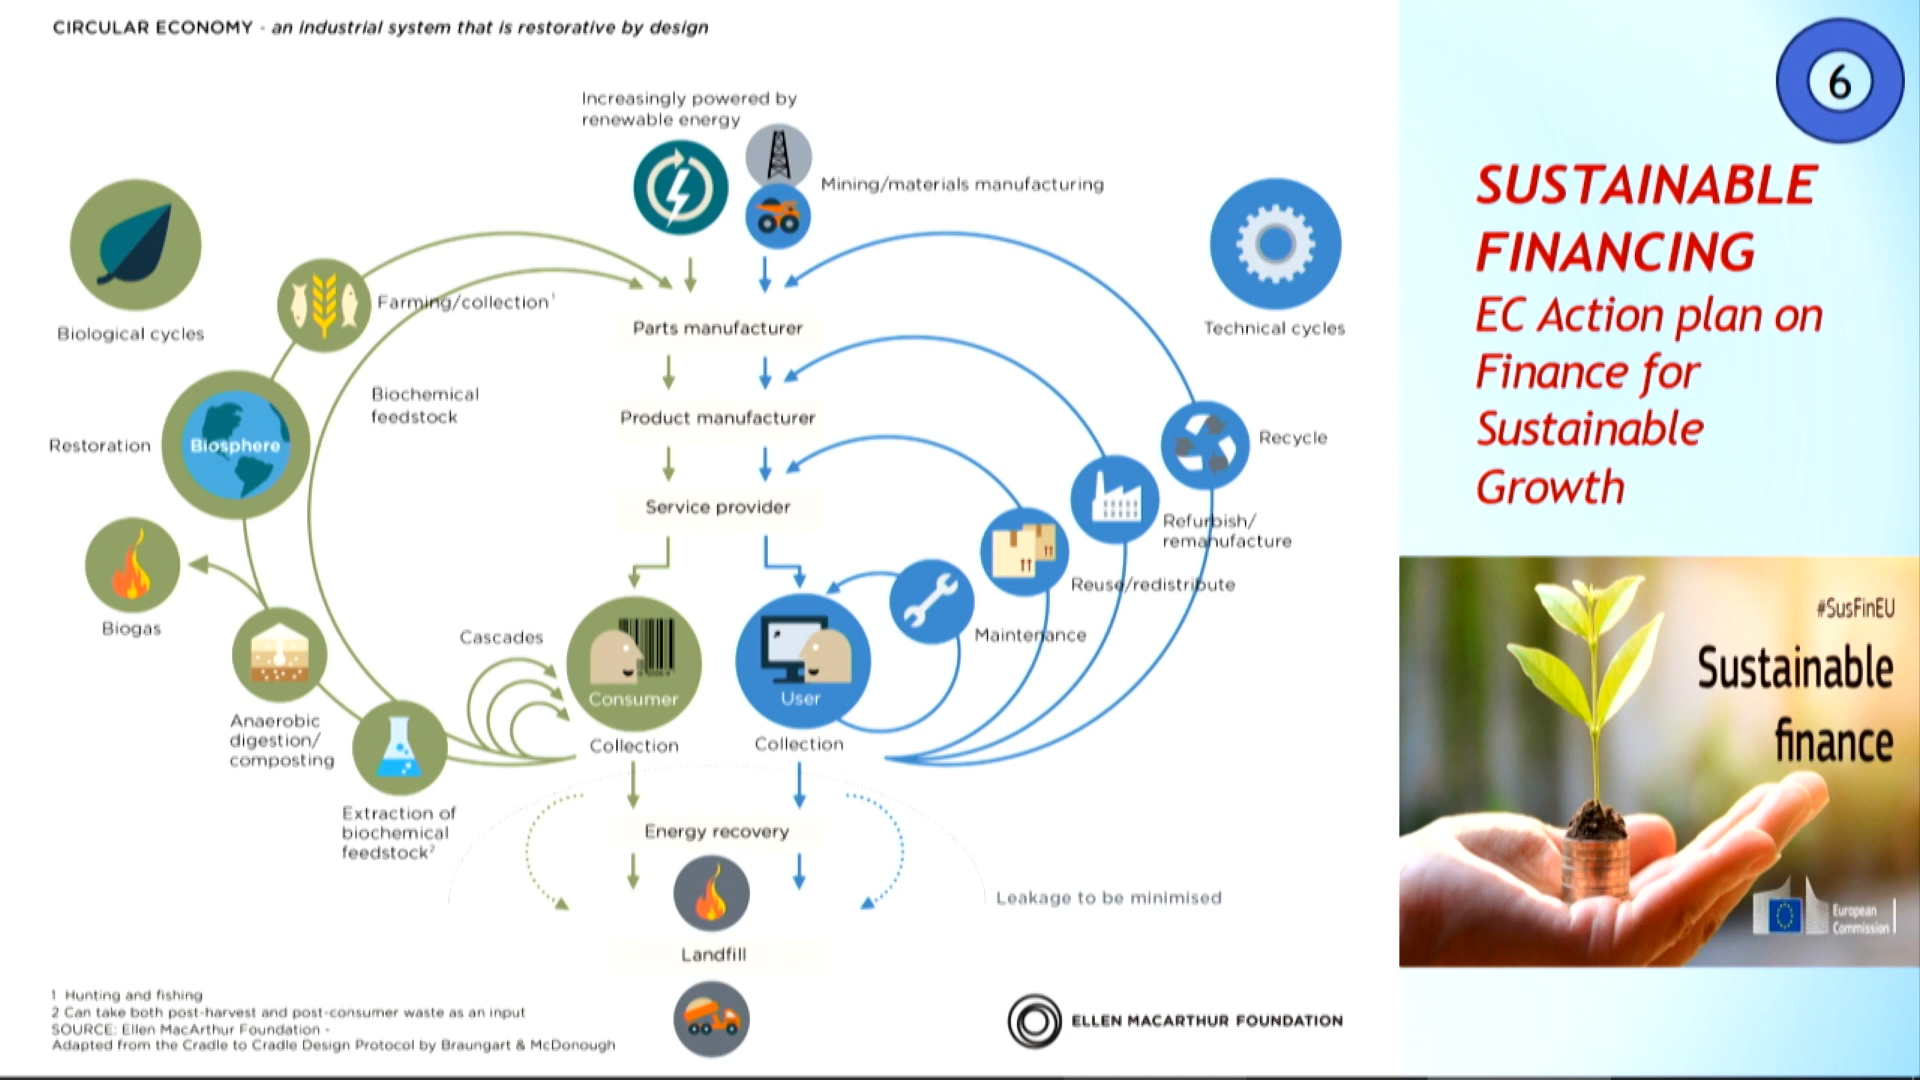 CIRCULAR ECONOMY - an industrial system that is restorative by design
Increasingly powered by
renewable energy
Mining/materials manufacturing
Biological cycles
Farming/collection¹
Parts manufacturer
Technical cycles
Biochemical
feedstock
Product manufacturer
Restoration
Biosphere
Recycle
Service provider
Refurbish/
remanufacture
Reuse/redistribute
Biogas
Cascades
Maintenance
Consumer
User
Anaerobic
digestion/
composting
Collection
Collection
Extraction of
biochemical
feedstock²
Energy recovery
Leakage to be minimised
Landfill
1 Hunting and fishing
2 Can take both post-harvest and post-consumer waste as an input
SOURCE: Ellen MacArthur Foundation -
Adapted from the Cradle to Cradle Design Protocol by Braungart & McDonough
ELLEN MACARTHUR FOUNDATION
6
SUSTAINABLE
FINANCING
EC Action plan on
Finance for
Sustainable
Growth
#SusFinEU
Sustainable
finance
European
Commission